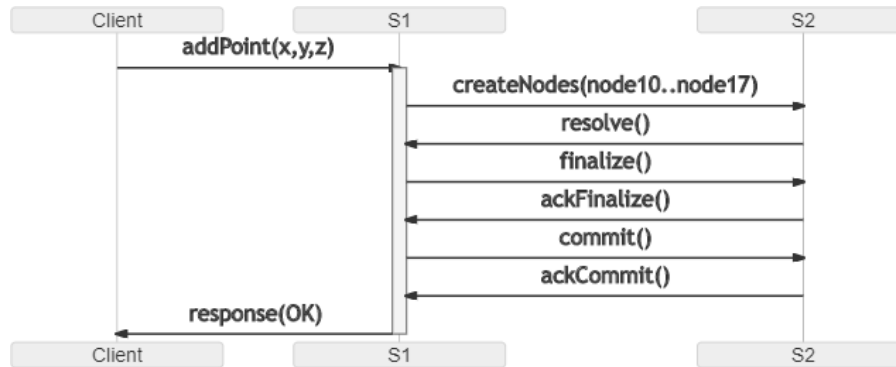 Client S1 S2
addPoint(x,y,z)
createNodes(node10..node17)
resolve()
finalize()
ackFinalize()
commit()
ackCommit()
response(OK)
Client S1 S2